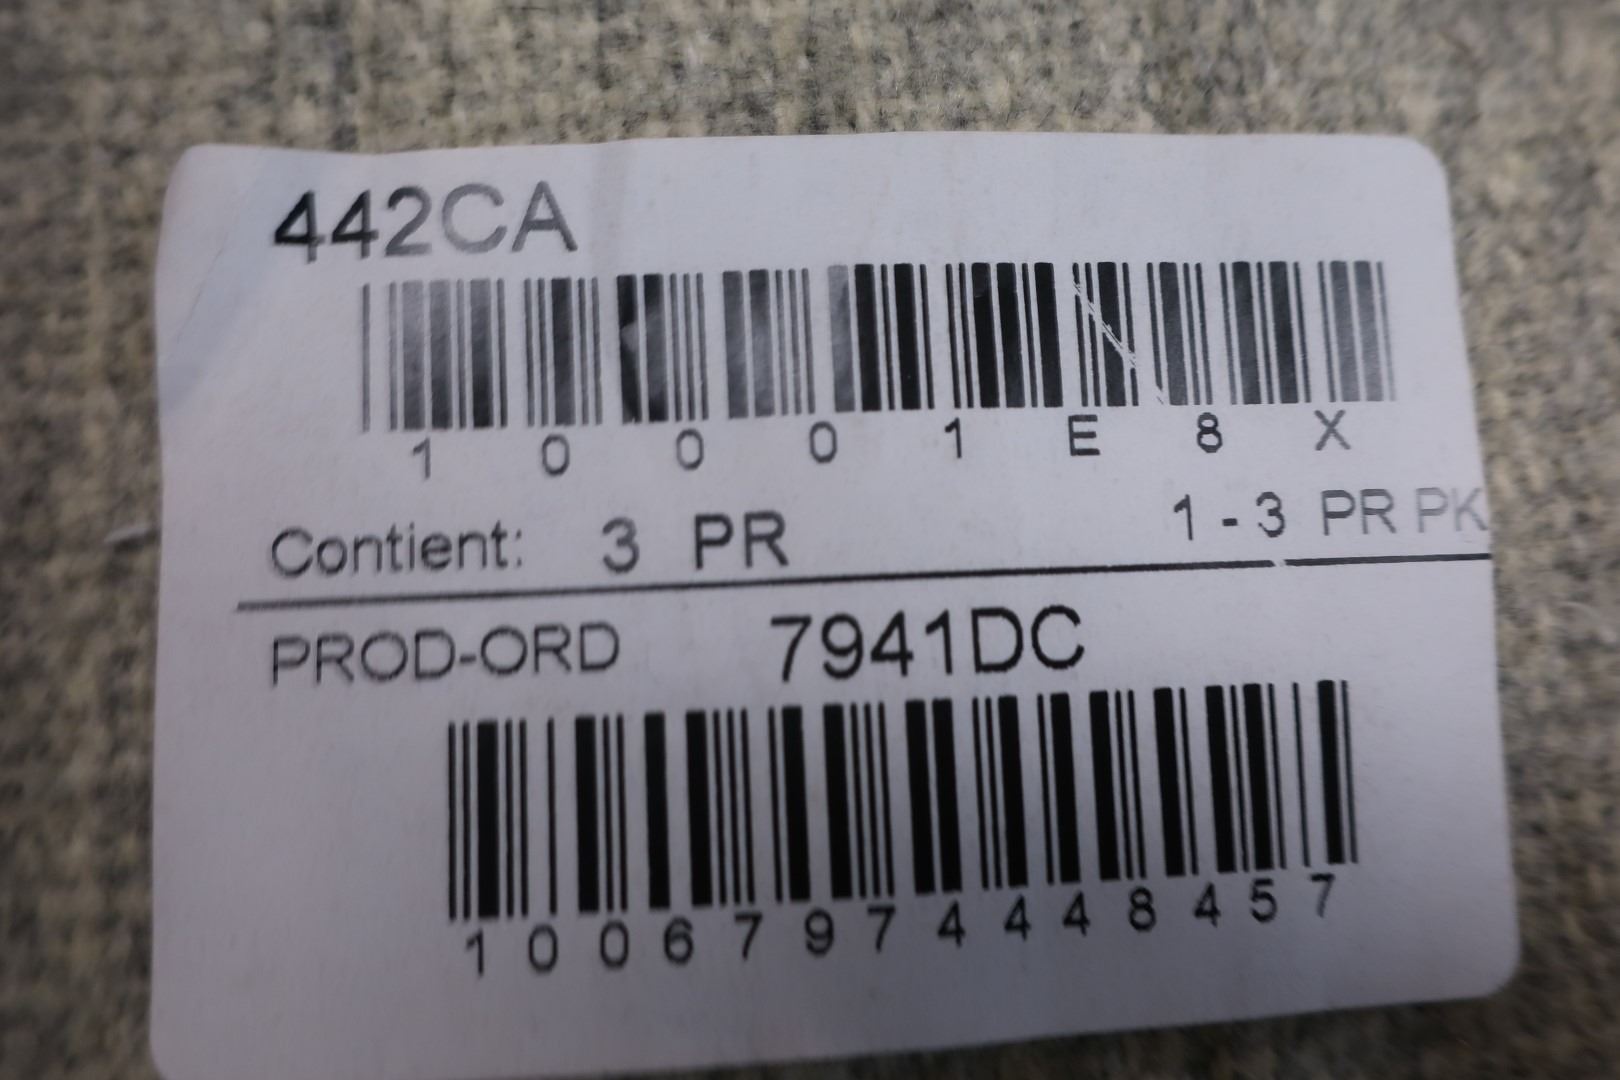 442CA
1 0 0 0 1 E 8 X
Contient: 3 PR 1 - 3 PR PK
PROD-ORD 7941DC
1 0 0 6 7 9 7 4 4 4 8 4 5 7